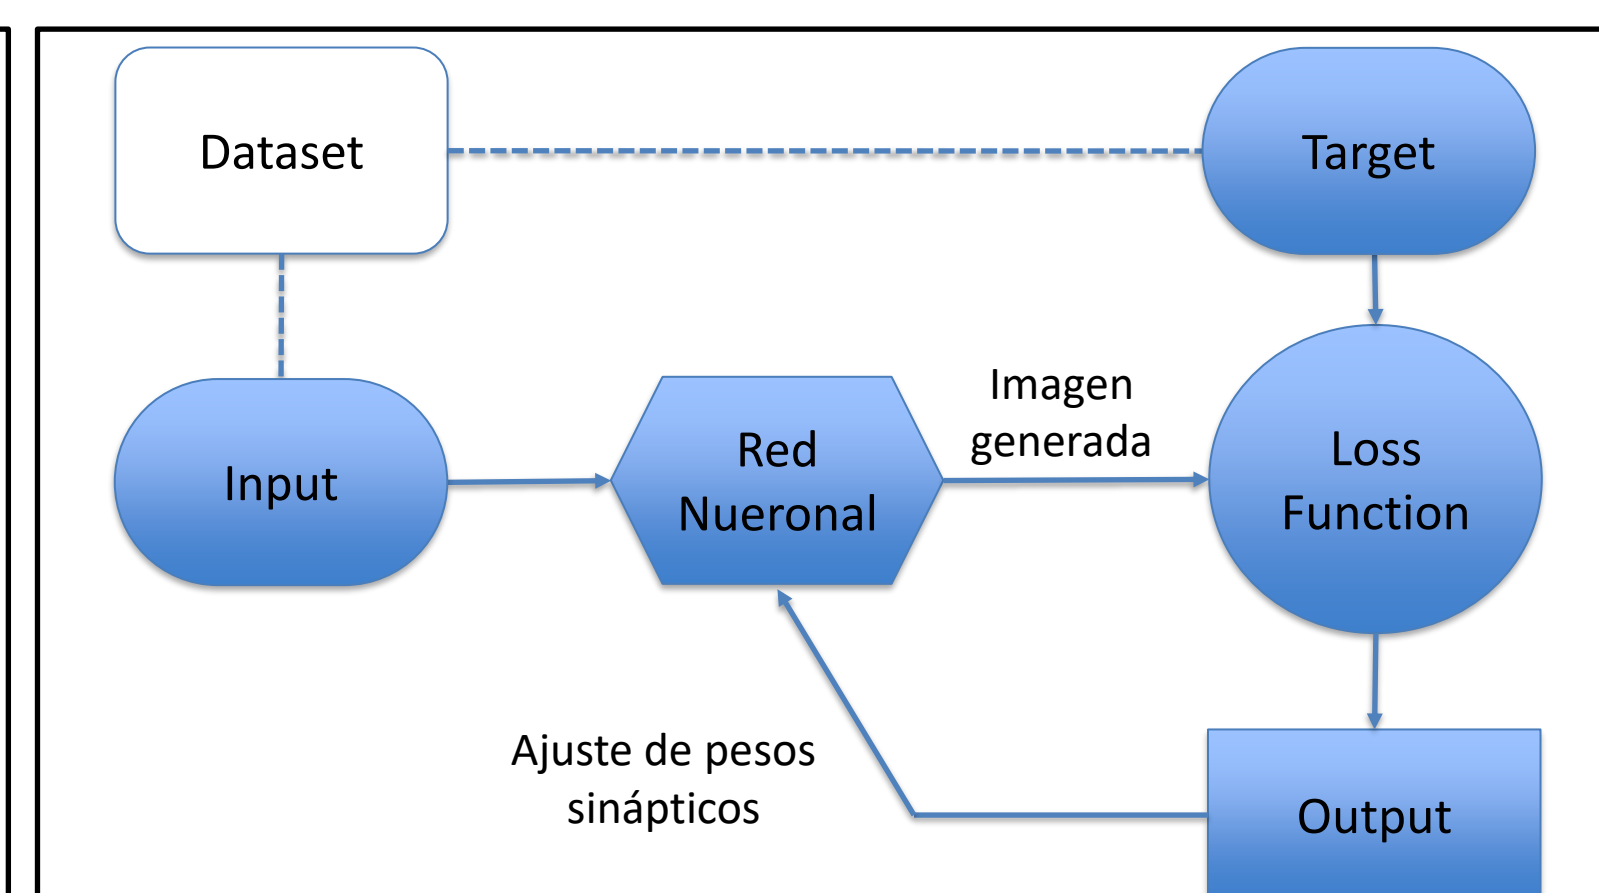 Dataset
Target
Input
Red
Nueronal
Imagen
generada
Loss
Function
Ajuste de pesos
sinápticos
Output